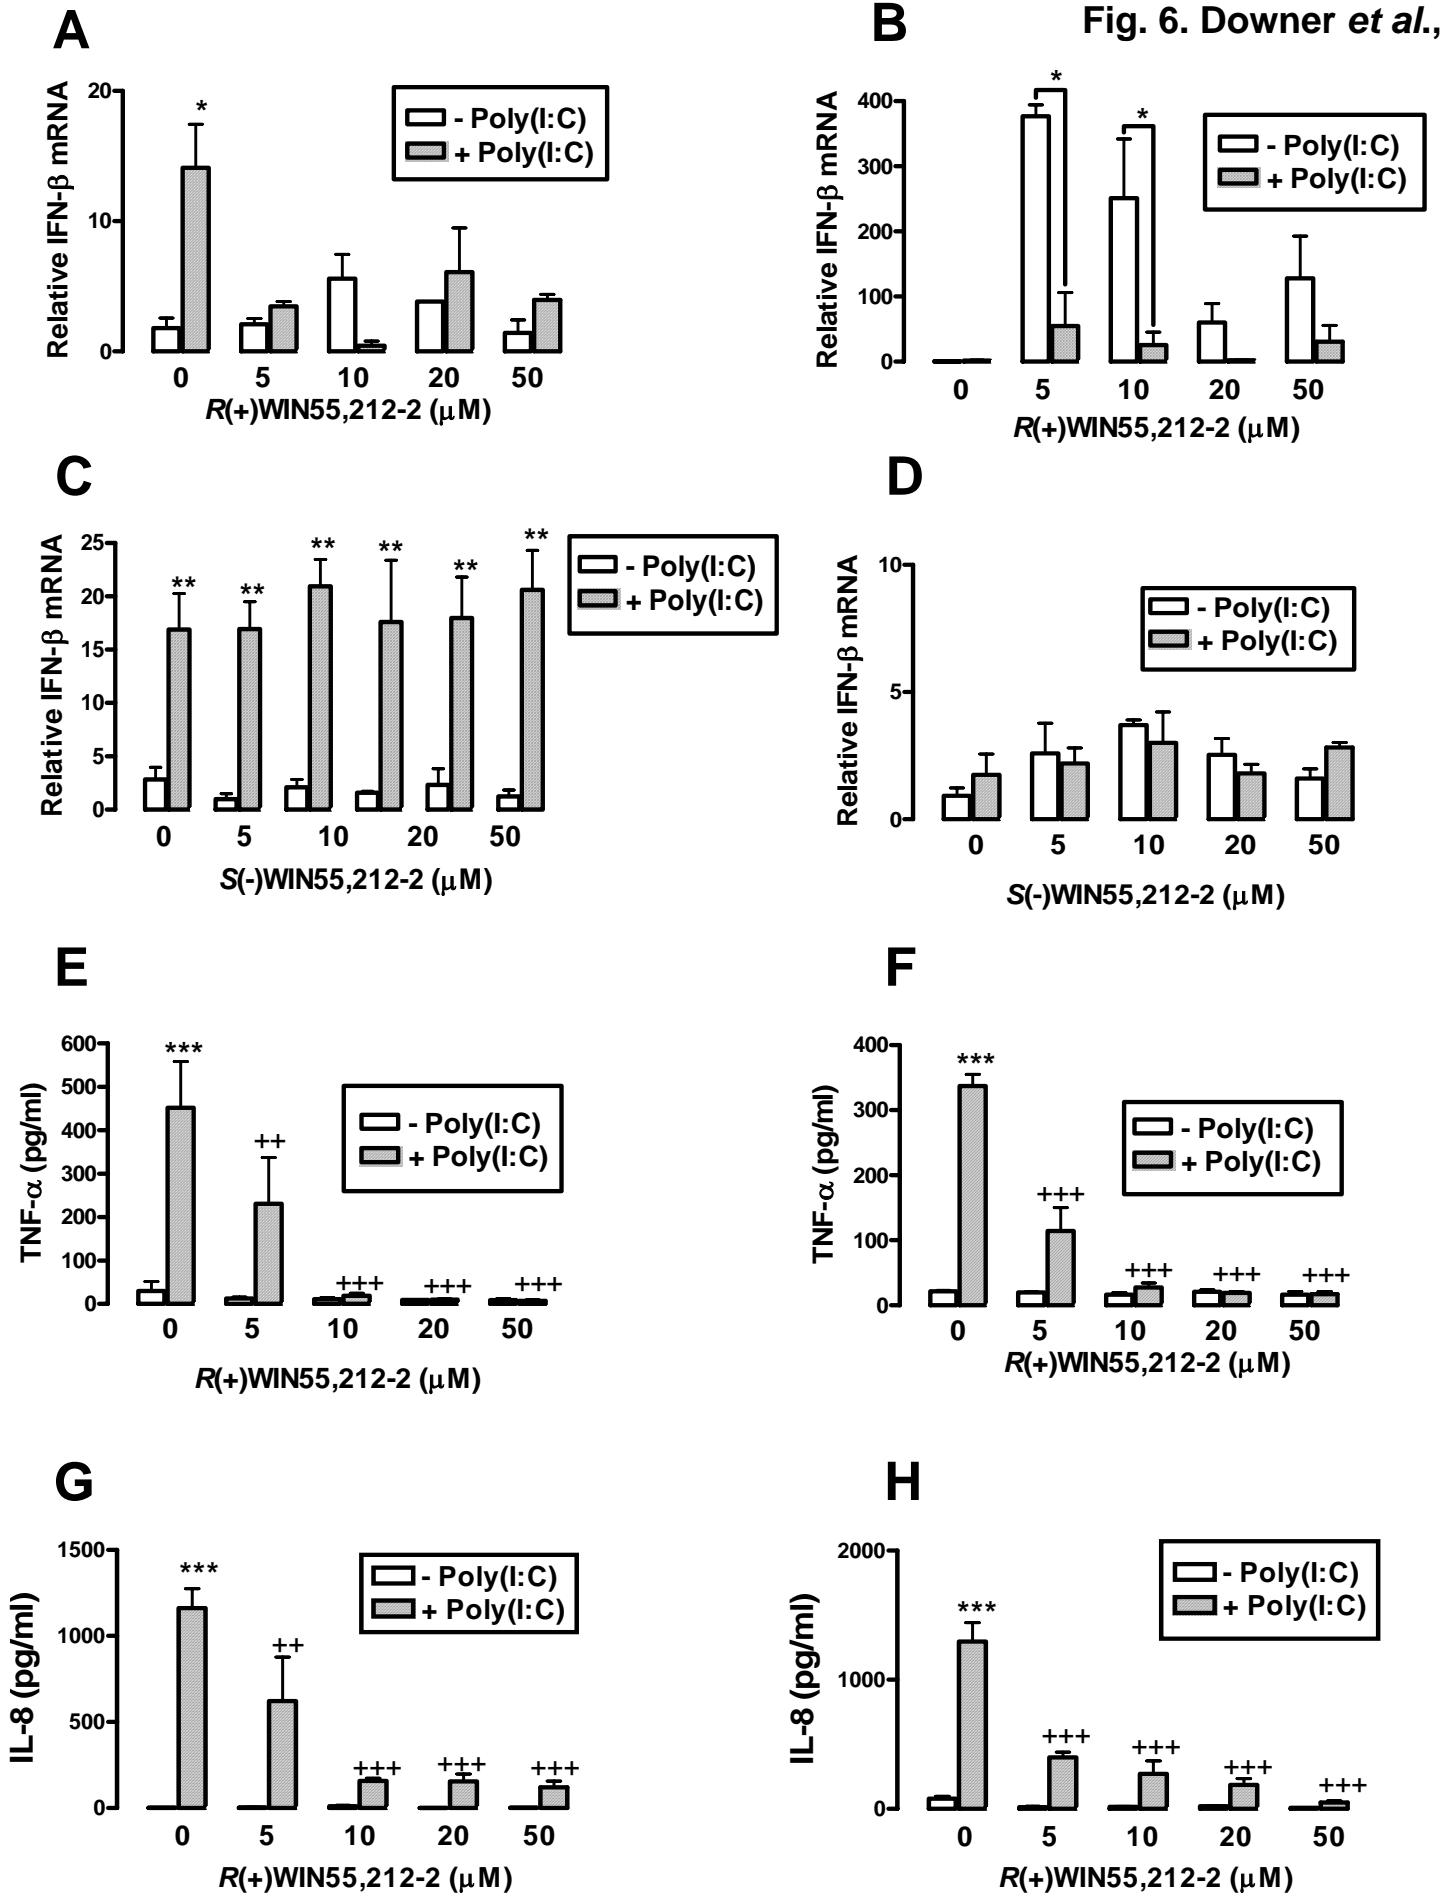 Fig. 6. Downer et al.,
A
Relative IFN-β mRNA
20
10
0
*
- Poly(I:C)
+ Poly(I:C)
0 5 10 20 50
R(+)WIN55,212-2 (μM)
B
Relative IFN-β mRNA
400
300
200
100
0
*
*
- Poly(I:C)
+ Poly(I:C)
0 5 10 20 50
R(+)WIN55,212-2 (μM)
C
Relative IFN-β mRNA
25
20
15
10
5
0
** ** ** ** ** **
- Poly(I:C)
+ Poly(I:C)
0 5 10 20 50
S(-)WIN55,212-2 (μM)
D
Relative IFN-β mRNA
10
5
0
- Poly(I:C)
+ Poly(I:C)
0 5 10 20 50
S(-)WIN55,212-2 (μM)
E
TNF-α (pg/ml)
600
500
400
300
200
100
0
*** ++ +++ +++ +++
- Poly(I:C)
+ Poly(I:C)
0 5 10 20 50
R(+)WIN55,212-2 (μM)
F
TNF-α (pg/ml)
400
300
200
100
0
*** +++ +++ +++ +++
- Poly(I:C)
+ Poly(I:C)
0 5 10 20 50
R(+)WIN55,212-2 (μM)
G
IL-8 (pg/ml)
1500
1000
500
0
*** ++ +++ +++ +++
- Poly(I:C)
+ Poly(I:C)
0 5 10 20 50
R(+)WIN55,212-2 (μM)
H
IL-8 (pg/ml)
2000
1000
0
*** +++ +++ +++ +++
- Poly(I:C)
+ Poly(I:C)
0 5 10 20 50
R(+)WIN55,212-2 (μM)